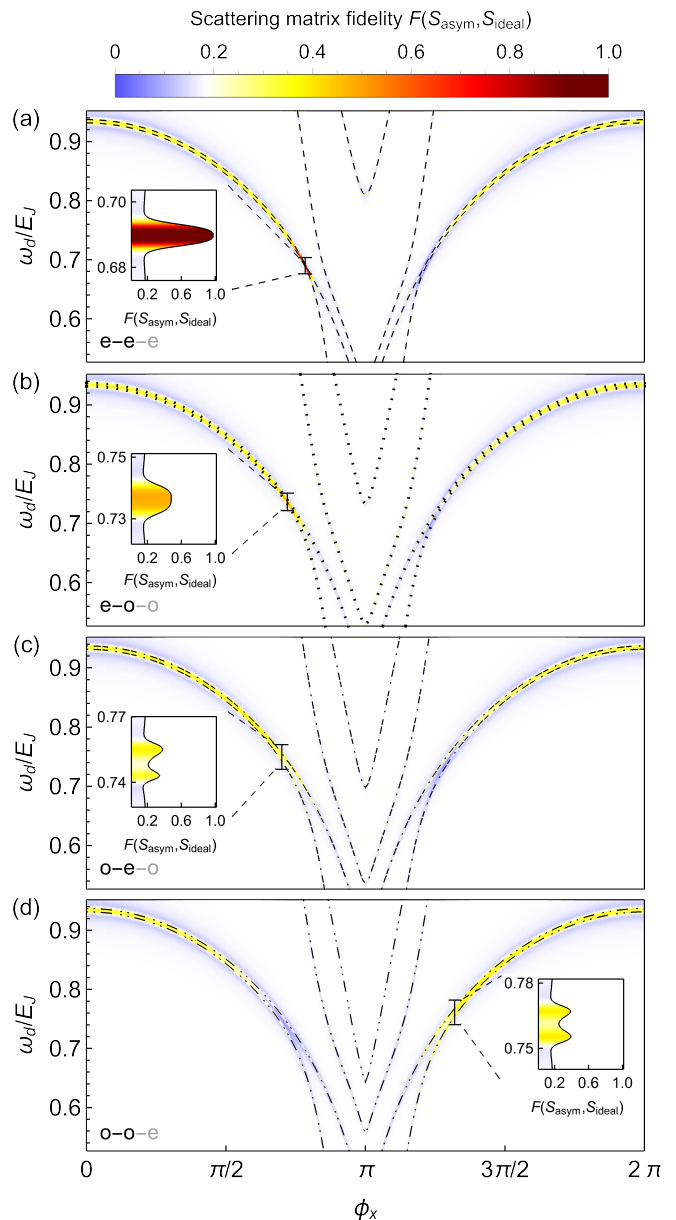 Scattering matrix fidelity F(S_asym,S_ideal)
0 0.2 0.4 0.6 0.8 1.0
(a)
0.9
0.8
0.7
0.6
ω_d/E_J
0.70
0.68
0.2 0.6 1.0
F(S_asym,S_ideal)
e–e–e
(b)
0.9
0.8
0.7
0.6
ω_d/E_J
0.75
0.73
0.2 0.6 1.0
F(S_asym,S_ideal)
e–o–o
(c)
0.9
0.8
0.7
0.6
ω_d/E_J
0.77
0.74
0.2 0.6 1.0
F(S_asym,S_ideal)
o–e–o
(d)
0.9
0.8
0.7
0.6
ω_d/E_J
0.78
0.75
0.2 0.6 1.0
F(S_asym,S_ideal)
o–o–e
0 π/2 π 3π/2 2π
ϕ_x